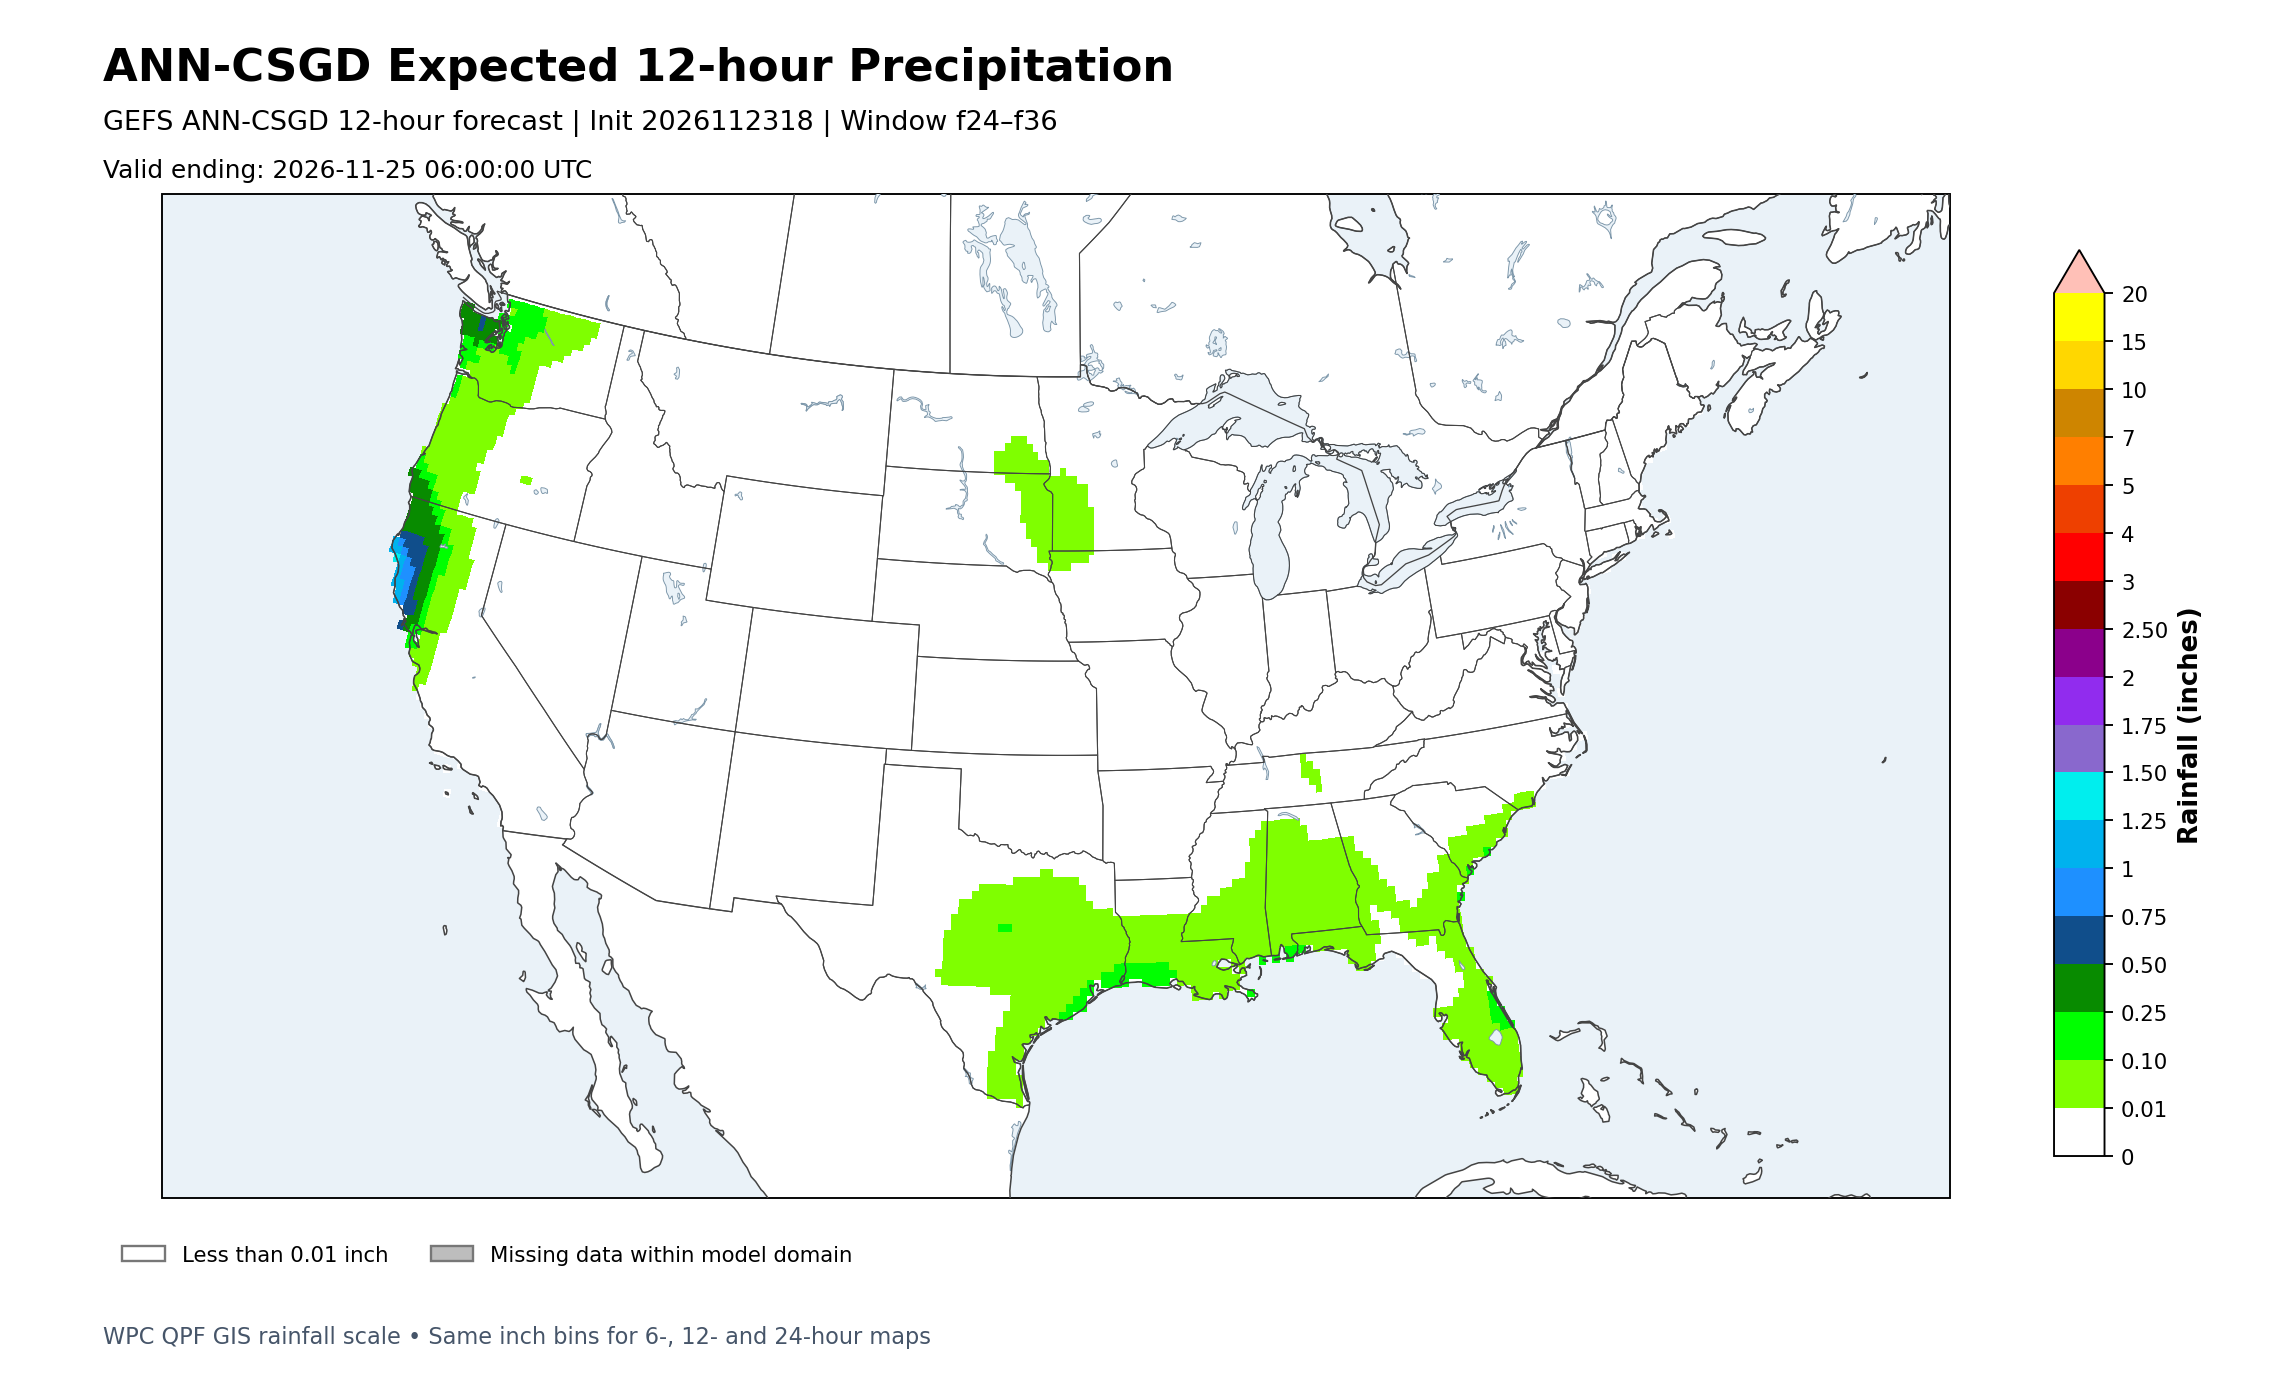 ANN-CSGD Expected 12-hour Precipitation
GEFS ANN-CSGD 12-hour forecast | Init 2026112318 | Window f24–f36
Valid ending: 2026-11-25 06:00:00 UTC
20
15
10
7
5
4
3
2.50
2
1.75
1.50
1.25
1
0.75
0.50
0.25
0.10
0.01
0
Rainfall (inches)
Less than 0.01 inch
Missing data within model domain
WPC QPF GIS rainfall scale • Same inch bins for 6-, 12- and 24-hour maps